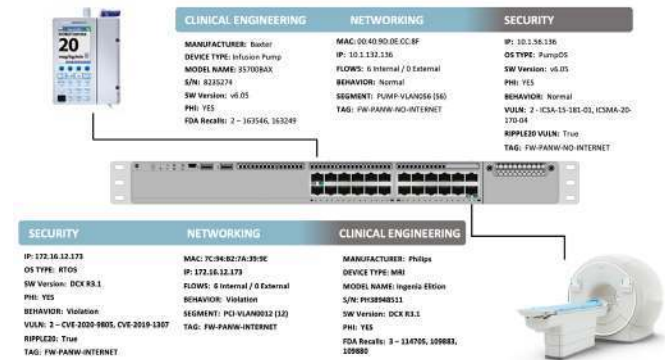 CLINICAL ENGINEERING
MANUFACTURER: Baxter
DEVICE TYPE: Infusion Pump
MODEL NAME: 35700BAX
S/N: 8235274
SW Version: v6.05
PHI: YES
FDA Recalls: 2 – 163546, 163249
NETWORKING
MAC: 00:40:9D:0E:CC:8F
IP: 10.1.132.136
FLOWS: 6 Internal / 0 External
BEHAVIOR: Normal
SEGMENT: PUMP-VLAN056 (56)
TAG: FW-PANW-NO-INTERNET
SECURITY
IP: 10.1.56.136
OS TYPE: PumpOS
SW Version: v6.05
PHI: YES
BEHAVIOR: Normal
VULN: 2 - ICSA-15-181-01, ICSMA-20-
170-04
RIPPLE20 VULN: True
TAG: FW-PANW-NO-INTERNET
20
SECURITY
IP: 172.16.12.173
OS TYPE: RTOS
SW Version: DCX R3.1
PHI: YES
BEHAVIOR: Violation
VULN: 2 – CVE-2020-9805, CVE-2019-1307
RIPPLE20: True
TAG: FW-PANW-INTERNET
NETWORKING
MAC: 7C:94:B2:7A:39:9E
IP: 172.16.12.173
FLOWS: 6 Internal / 0 External
BEHAVIOR: Violation
SEGMENT: PCI-VLAN0012 (12)
TAG: FW-PANW-INTERNET
CLINICAL ENGINEERING
MANUFACTURER: Philips
DEVICE TYPE: MRI
MODEL NAME: Ingenia Elition
S/N: PH38948511
SW Version: DCX R3.1
PHI: YES
FDA Recalls: 3 – 114705, 109883,
109880